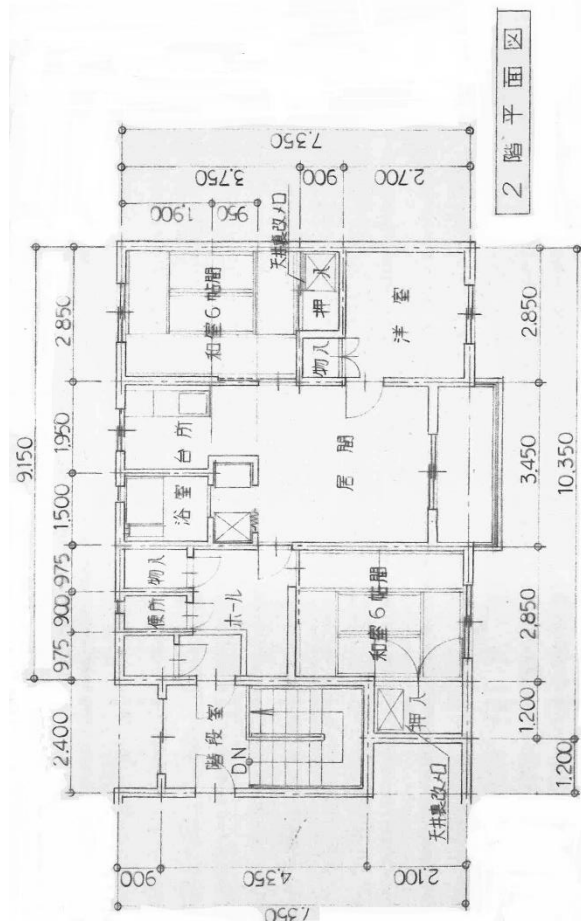 2階平面図
7.350
3.750
900
2.700
1.900
950
天井裏改メ口
9.150
2.850
1.950
1.500
975
900
975
2.400
和室6帖間
押
入
物入
洋室
台所
浴室
居間
物入
便所
ホール
和室6帖間
階段室
DN
押入
天井裏改メ口
2.850
3.450
10.350
2.850
1.200
1.200
900
4.350
2.100
7.350